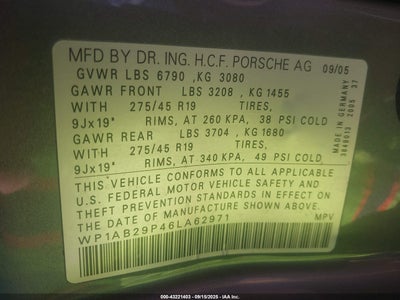 MFD BY DR. ING. H.C.F. PORSCHE AG 09/05
GVWR LBS 6790 ,KG 3080
GAWR FRONT LBS 3208 ,KG 1455
WITH 275/45 R19 TIRES,
9Jx19" RIMS, AT 260 KPA, 38 PSI COLD
GAWR REAR LBS 3704 ,KG 1680
WITH 275/45 R19 TIRES,
9Jx19" RIMS, AT 340 KPA, 49 PSI COLD
THIS VEHICLE CONFORMS TO ALL APPLICABLE
U.S. FEDERAL MOTOR VEHICLE SAFETY AND
THEFT PREVENTION STANDARDS IN EFFECT ON
THE DATE OF MANUFACTURE SHOWN ABOVE.
WP1AB29P46LA62971 MPV
MADE IN GERMANY
2005 37
000-43221403 - 09/15/2025 - IAAI.COM